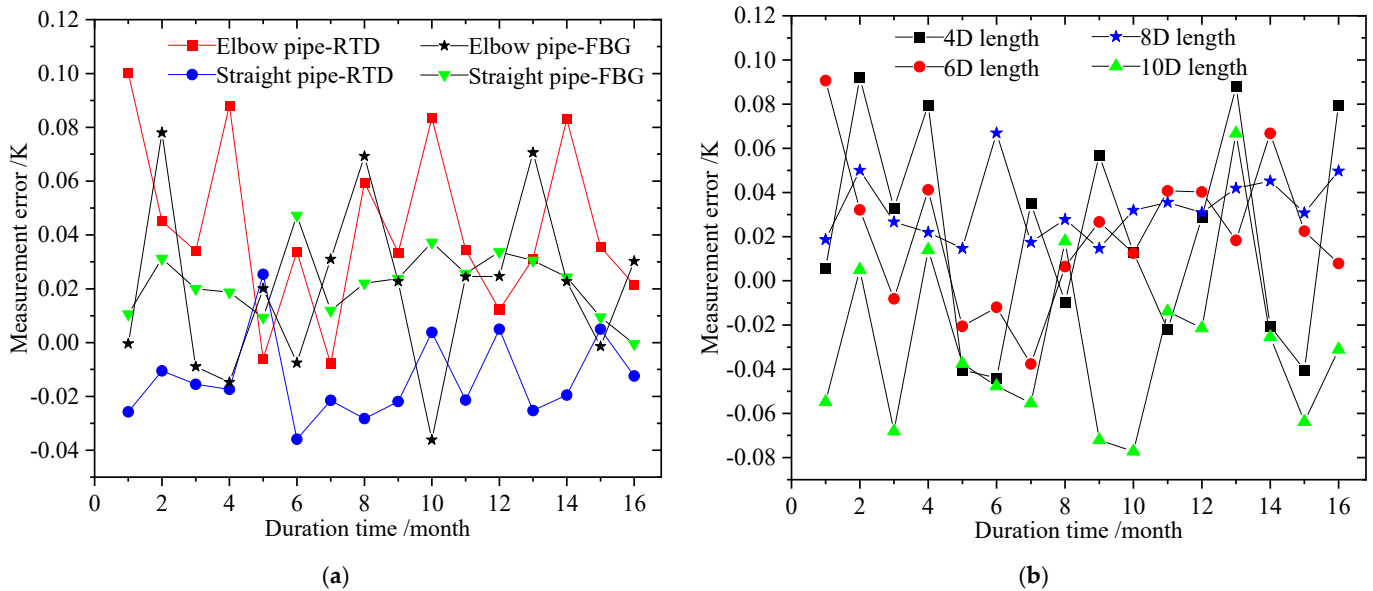 0.12
0.10
0.08
0.06
0.04
0.02
0.00
-0.02
-0.04
Measurement error /K
Elbow pipe-RTD
Elbow pipe-FBG
Straight pipe-RTD
Straight pipe-FBG
0 2 4 6 8 10 12 14 16
Duration time /month
(a)
0.12
0.10
0.08
0.06
0.04
0.02
0.00
-0.02
-0.04
-0.06
-0.08
Measurement error /K
4D length
8D length
6D length
10D length
0 2 4 6 8 10 12 14 16
Duration time /month
(b)